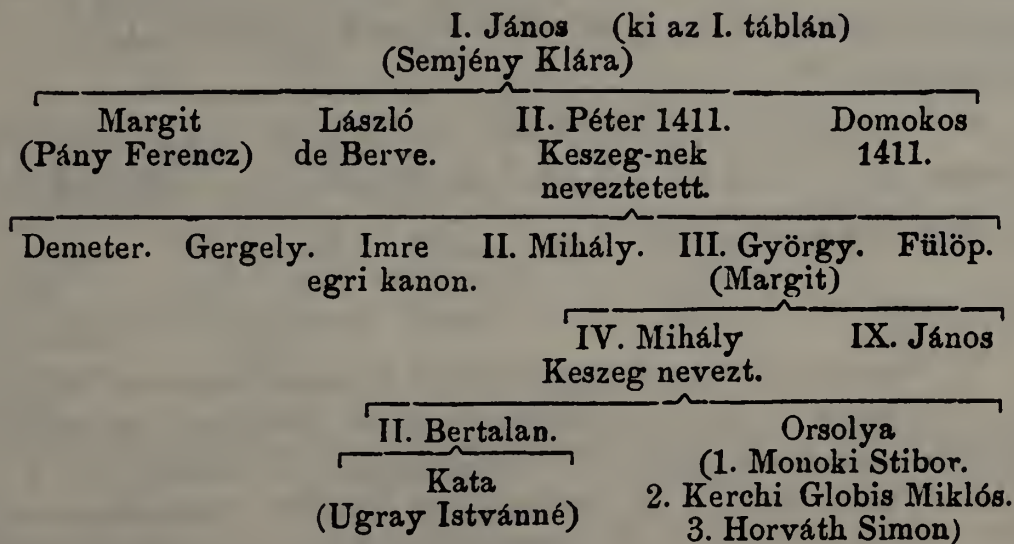 I. János (ki az I. táblán)
(Semjény Klára)
Margit László II. Péter 1411. Domokos
(Pány Ferencz) de Berve. Keszeg-nek 1411.
neveztetett.
Demeter. Gergely. Imre II. Mihály. III. György. Fülöp.
egri kanon. (Margit)
IV. Mihály IX. János
Keszeg nevezt.
II. Bertalan. Orsolya
(1. Monoki Stibor.
Kata 2. Kerchi Globis Miklós.
(Ugray Istvánné) 3. Horváth Simon)